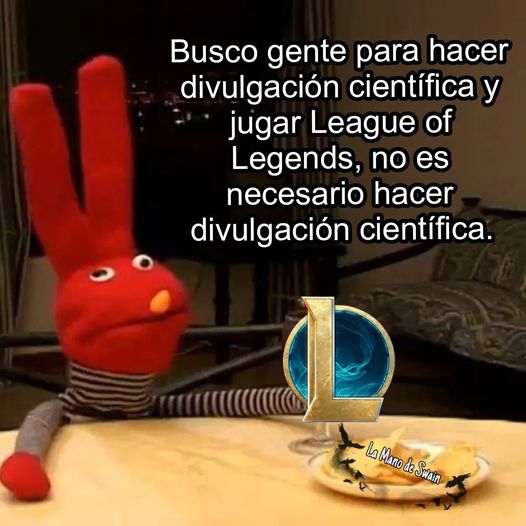 Busco gente para hacer
divulgación científica y
jugar League of
Legends, no es
necesario hacer
divulgación científica.
L
La Mano de Swain